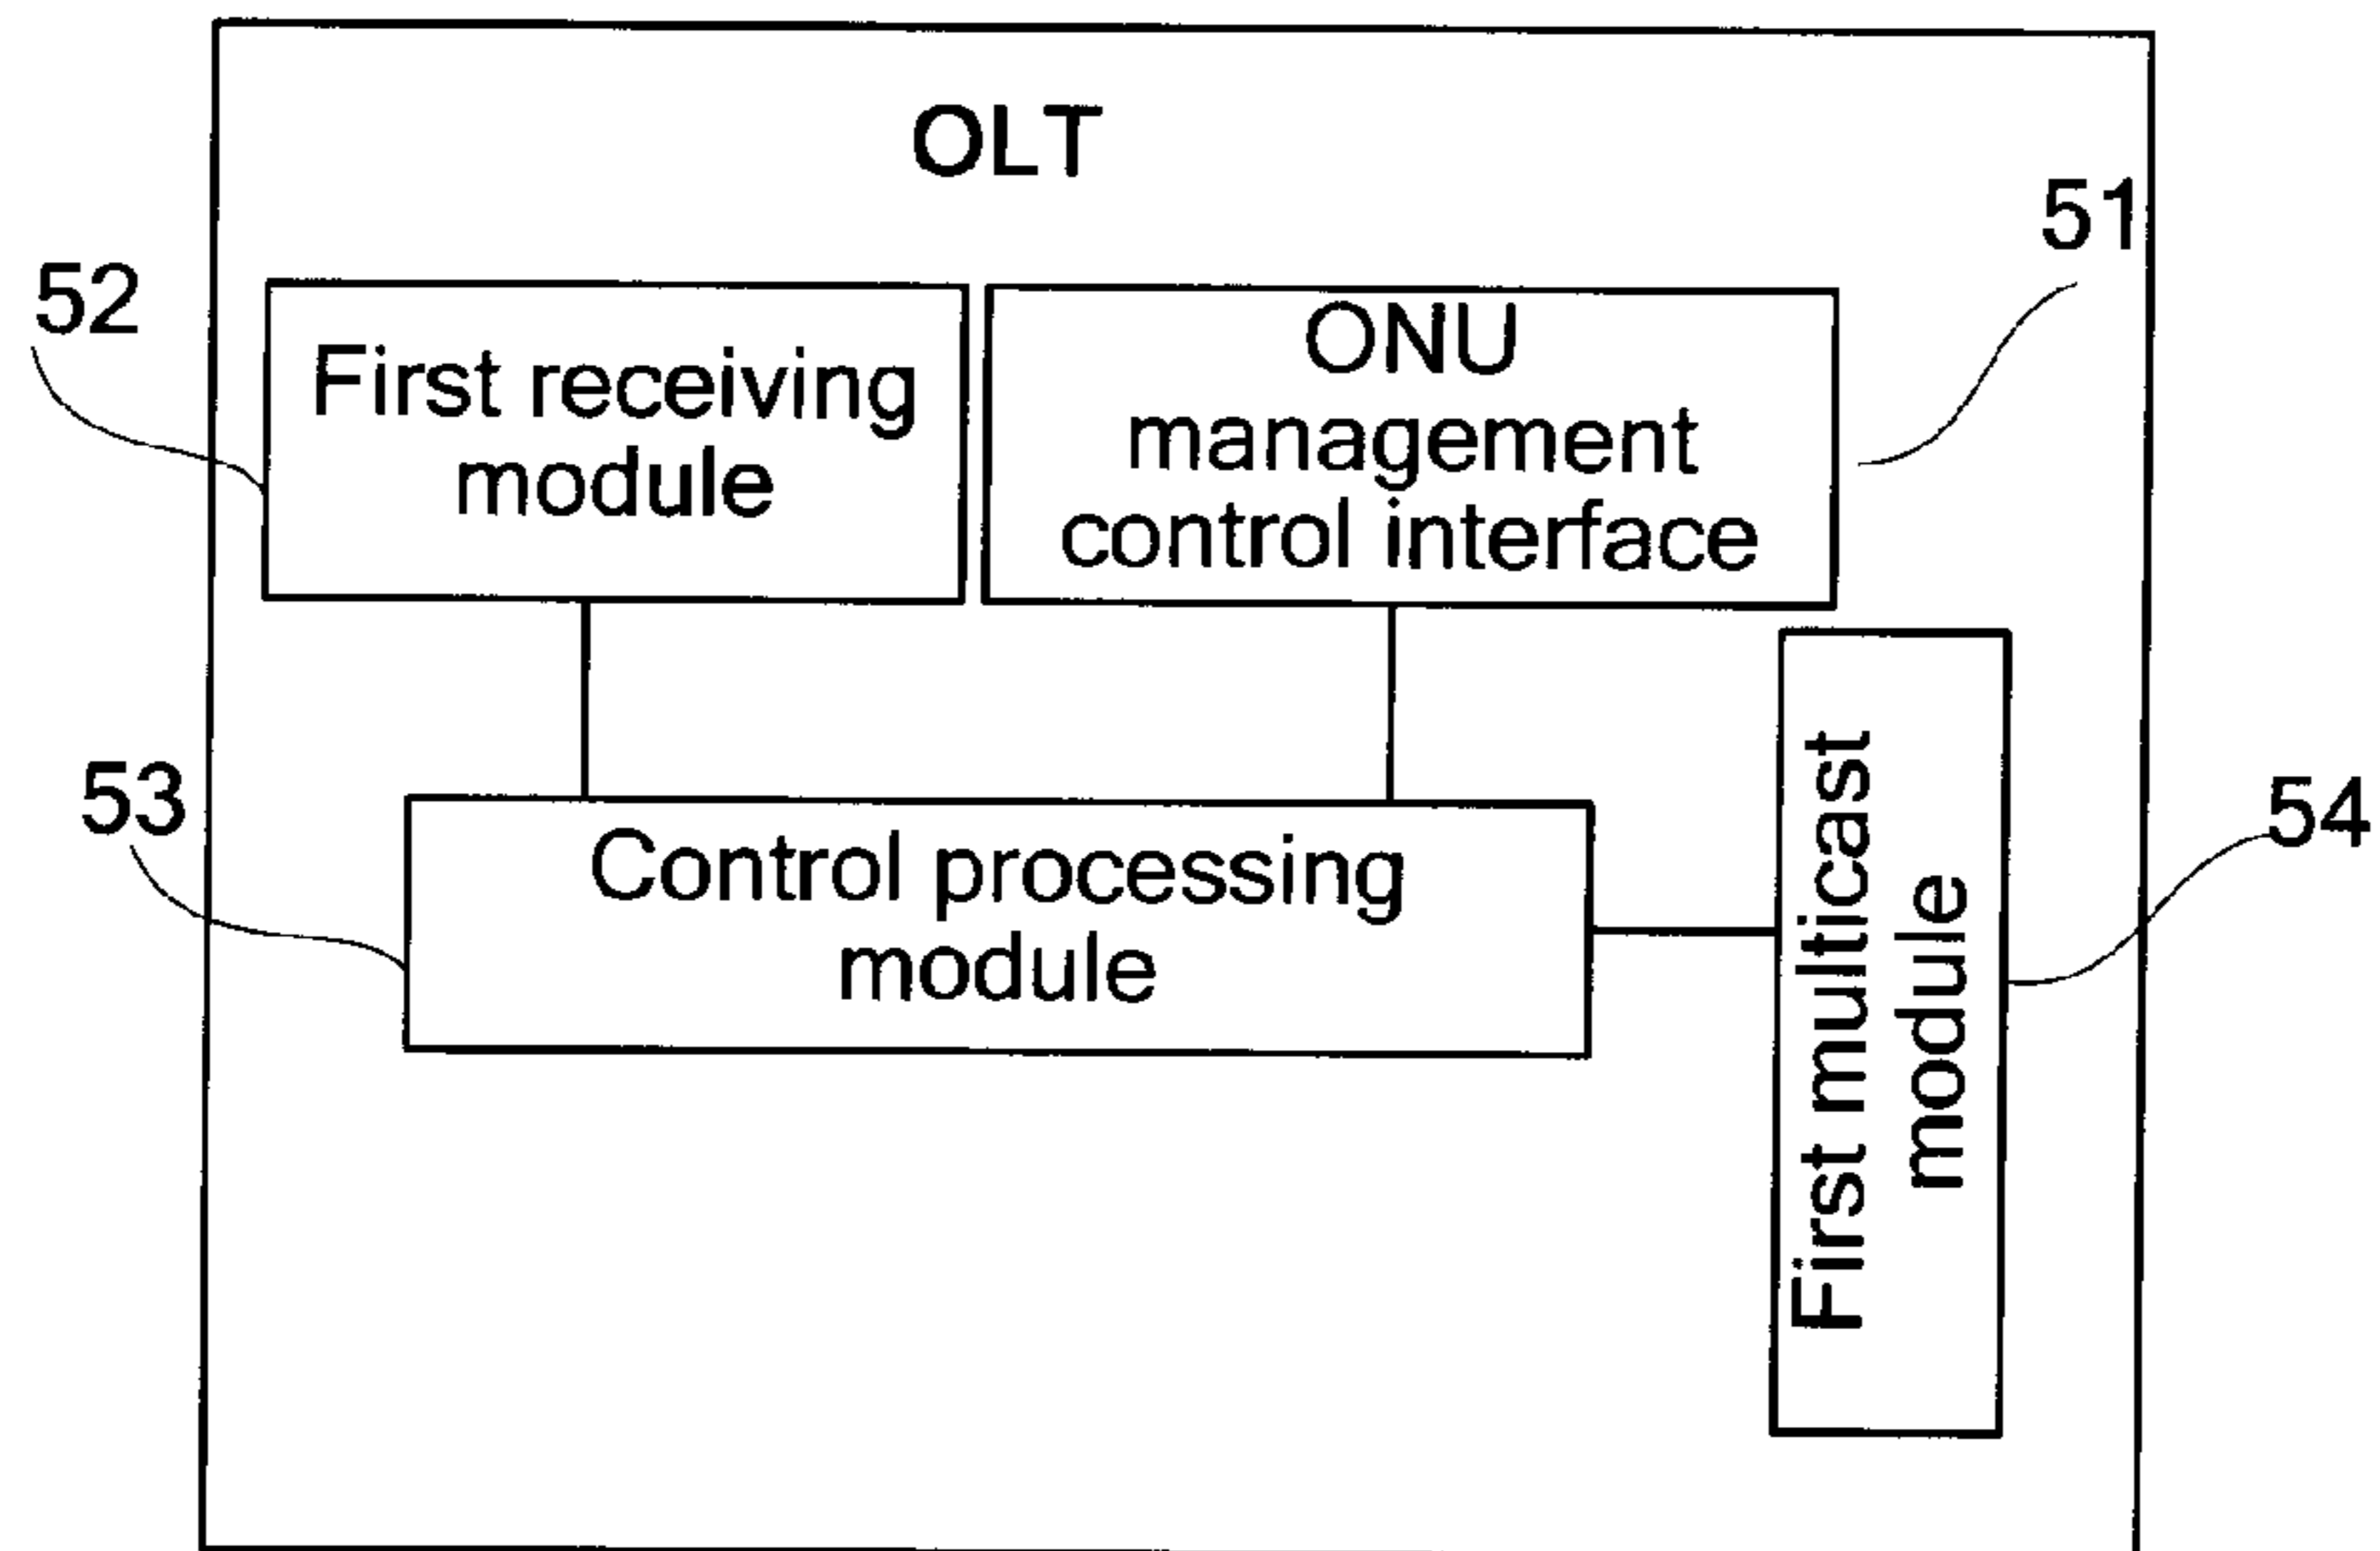 OLT
51
52
First receiving
module
ONU
management
control interface
53
Control processing
module
First multicast
module
54